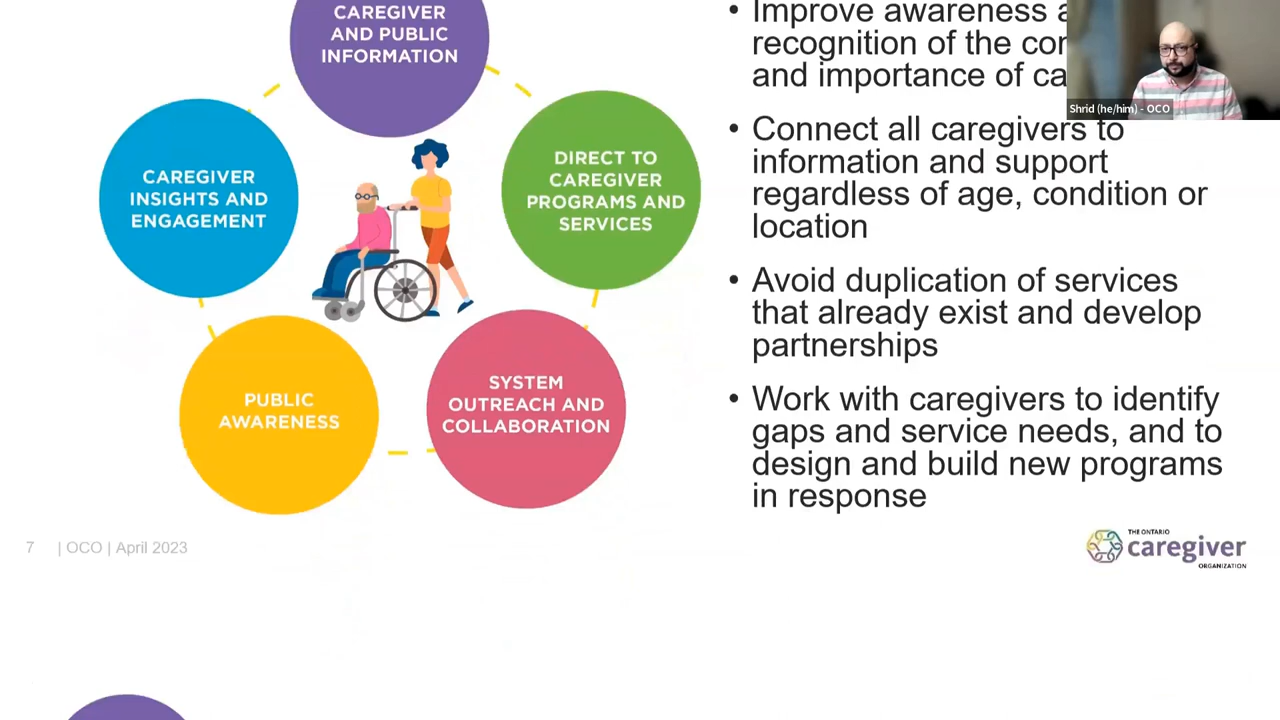 CAREGIVER
AND PUBLIC
INFORMATION
CAREGIVER
INSIGHTS AND
ENGAGEMENT
DIRECT TO
CAREGIVER
PROGRAMS AND
SERVICES
PUBLIC
AWARENESS
SYSTEM
OUTREACH AND
COLLABORATION
• Improve awareness
recognition of the
and importance of
• Connect all caregivers to
information and support
regardless of age, condition or
location
• Avoid duplication of services
that already exist and develop
partnerships
• Work with caregivers to identify
gaps and service needs, and to
design and build new programs
in response
Shrid (he/him) - OCO
7 | OCO | April 2023
THE ONTARIO
caregiver
ORGANIZATION